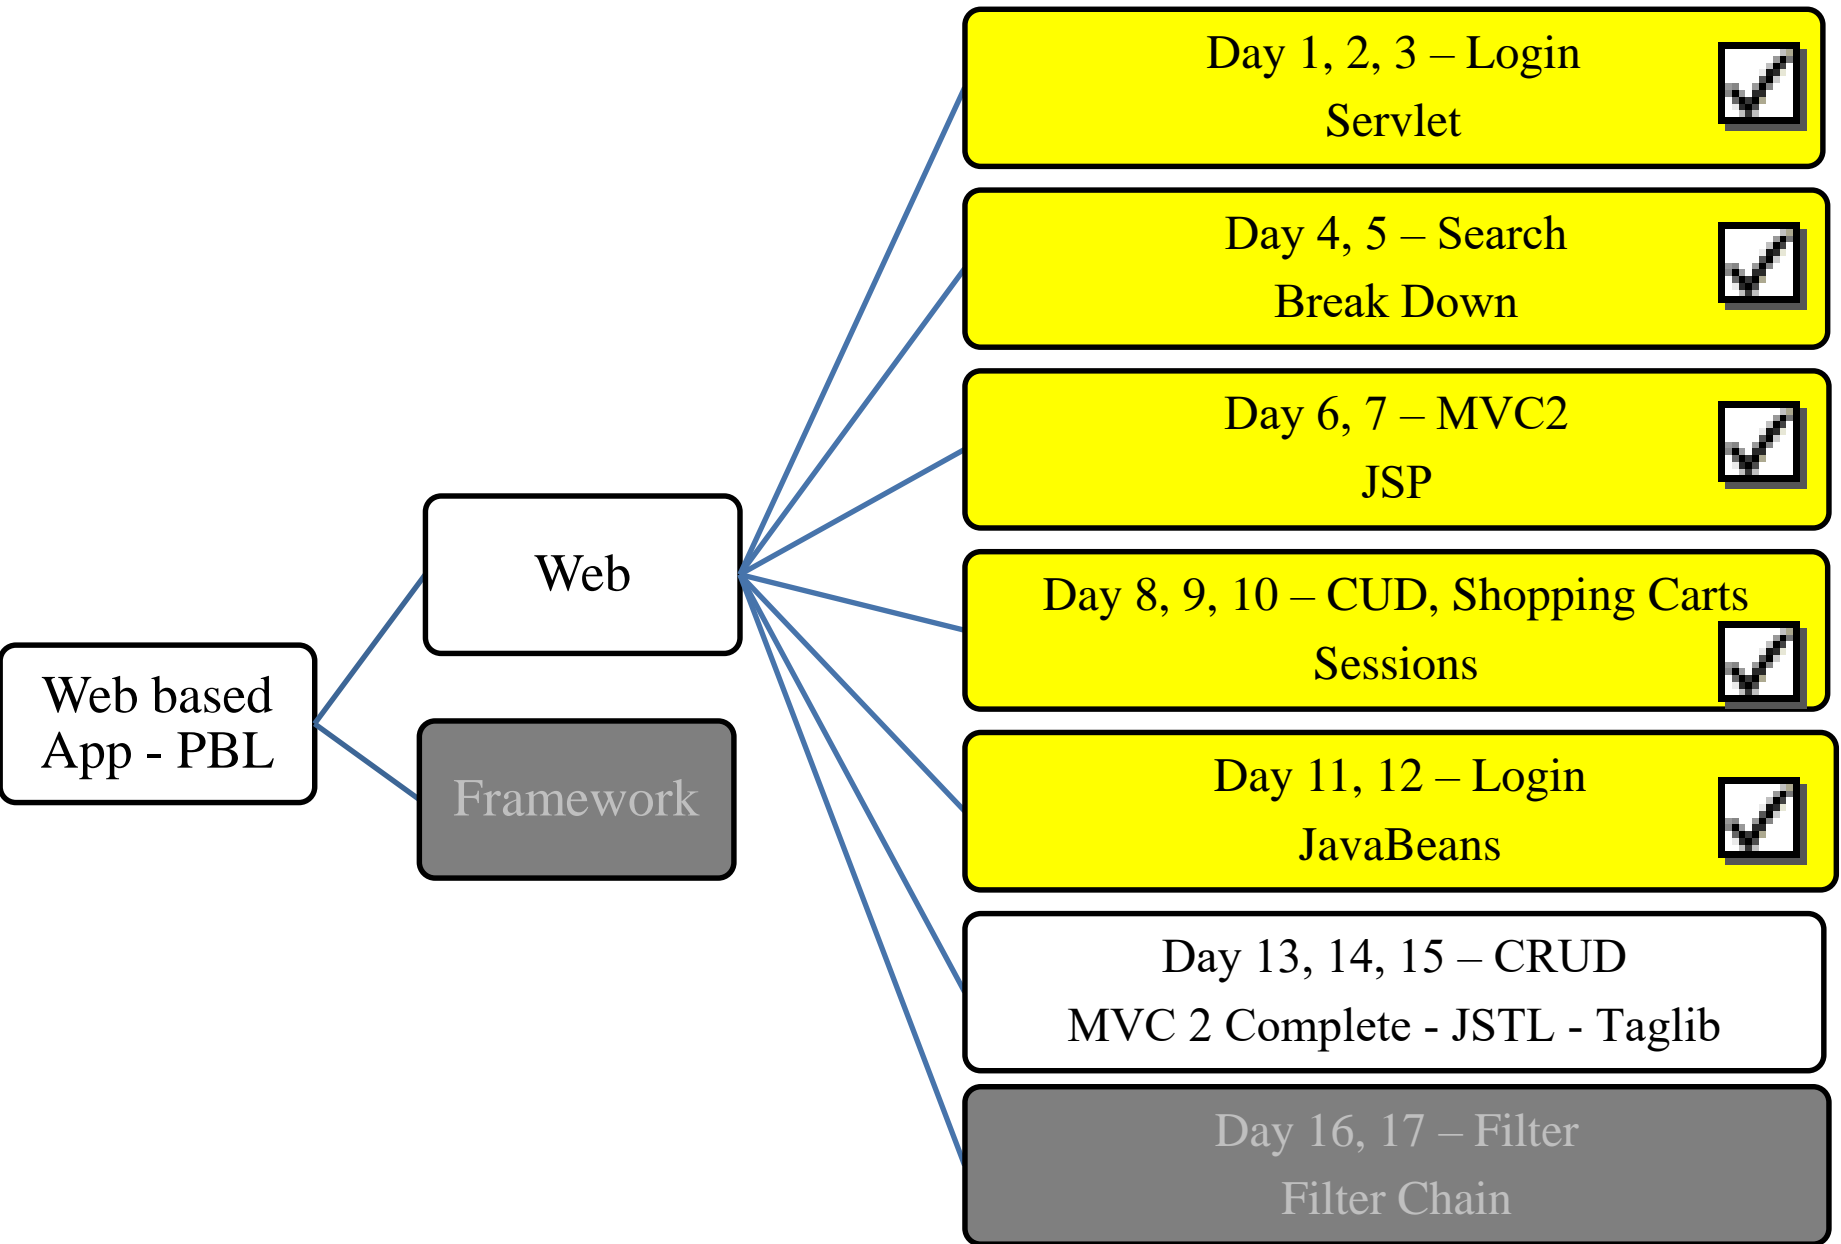 Web based
App - PBL
Web
Framework
Day 1, 2, 3 – Login
Servlet
Day 4, 5 – Search
Break Down
Day 6, 7 – MVC2
JSP
Day 8, 9, 10 – CUD, Shopping Carts
Sessions
Day 11, 12 – Login
JavaBeans
Day 13, 14, 15 – CRUD
MVC 2 Complete - JSTL - Taglib
Day 16, 17 – Filter
Filter Chain